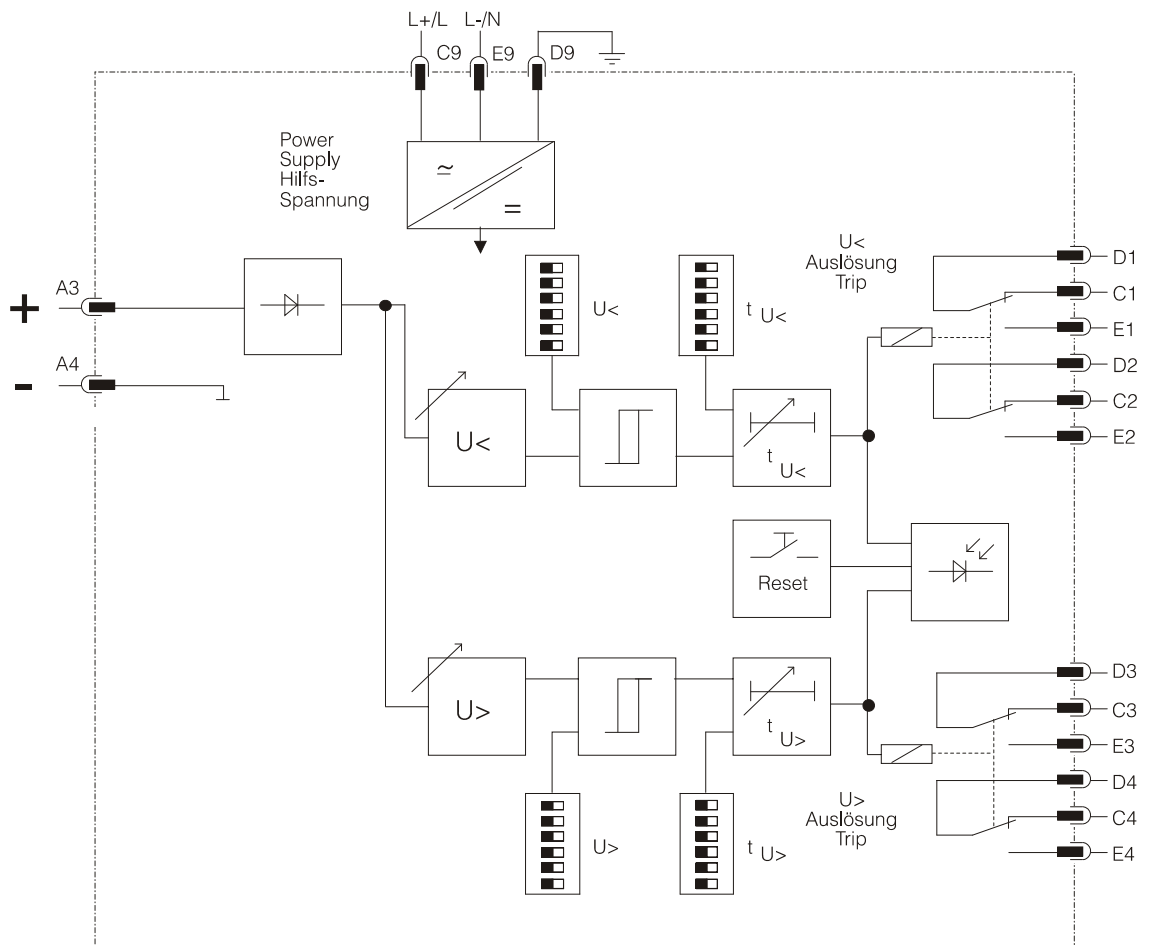 L+/L
L-/N
C9
E9
D9
Power
Supply
Hilfs-
Spannung
≃
=
U<
Auslösung
Trip
D1
C1
E1
D2
C2
E2
+
A3
-
A4
U<
t U<
U<
t U<
Reset
U>
t U>
D3
C3
E3
D4
C4
E4
U>
t U>
U>
Auslösung
Trip